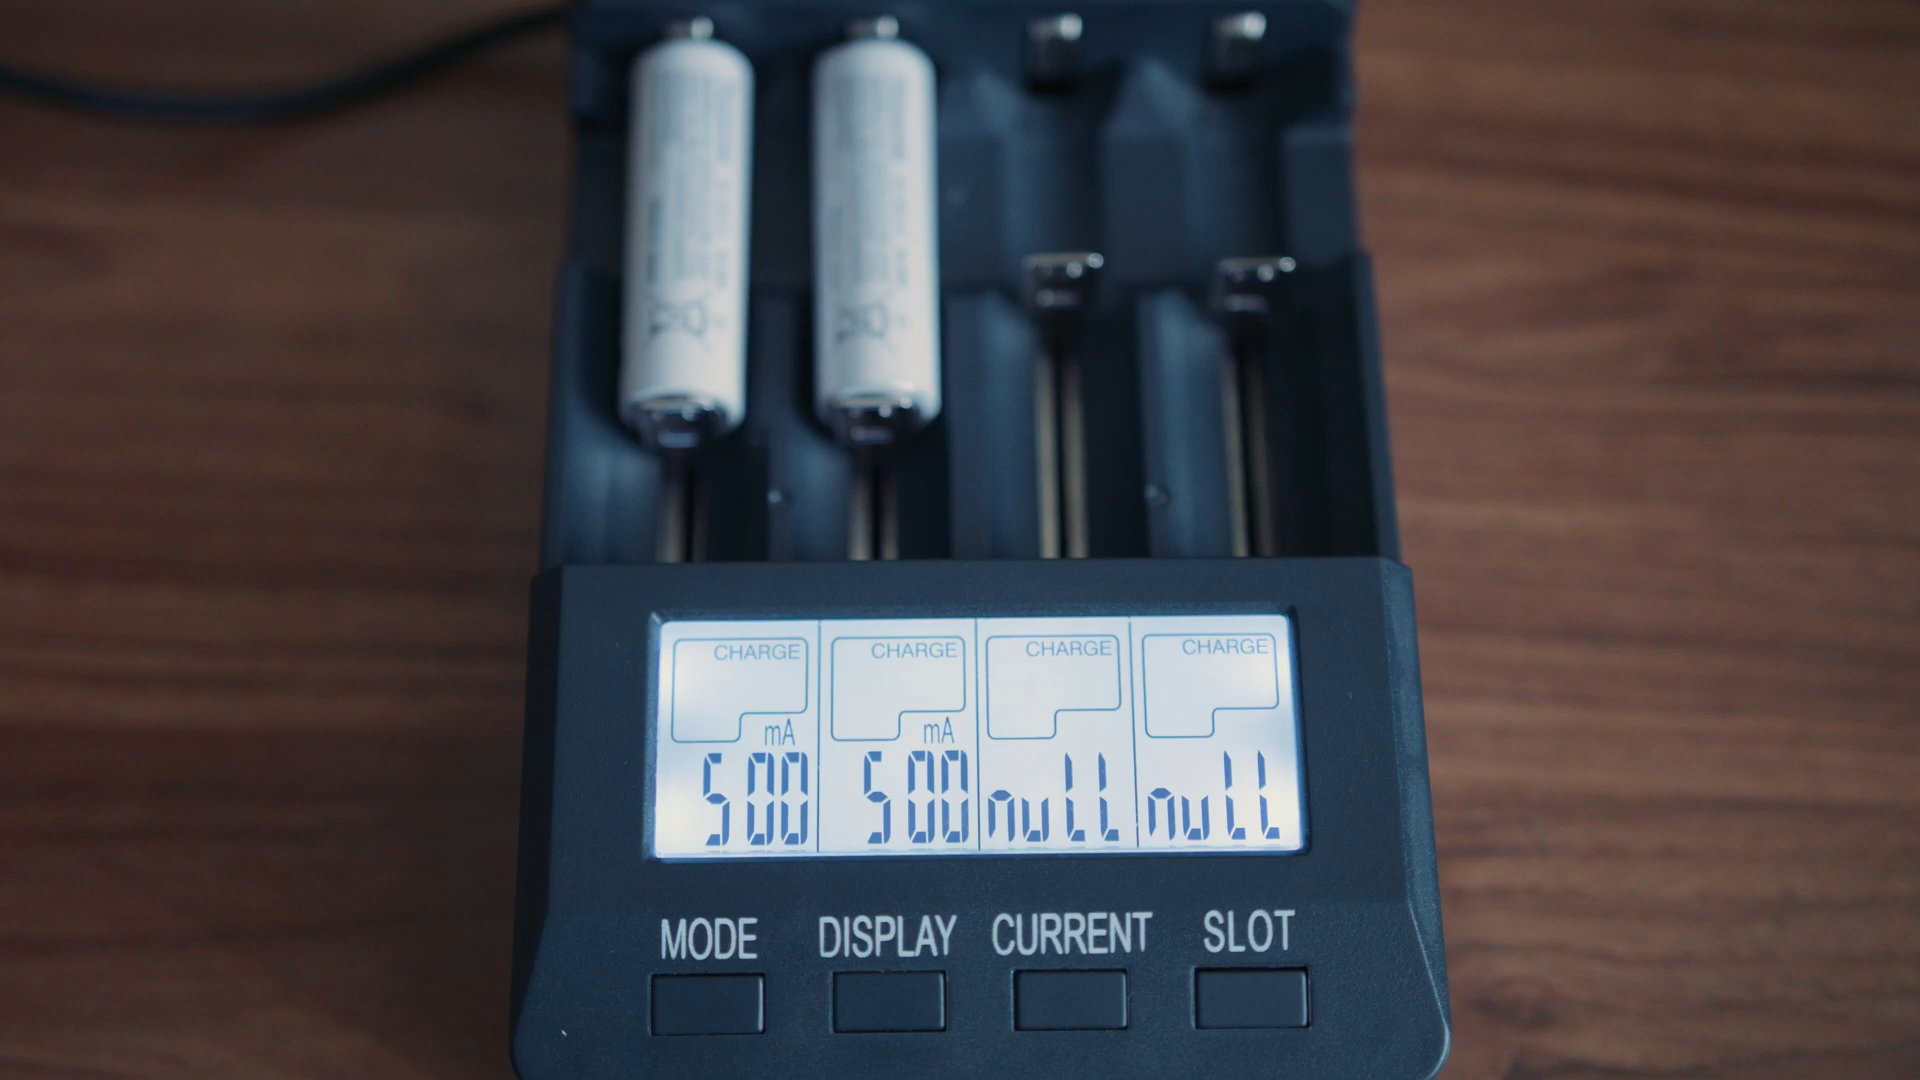 CHARGE CHARGE CHARGE CHARGE
mA mA
500 500 null null
MODE DISPLAY CURRENT SLOT